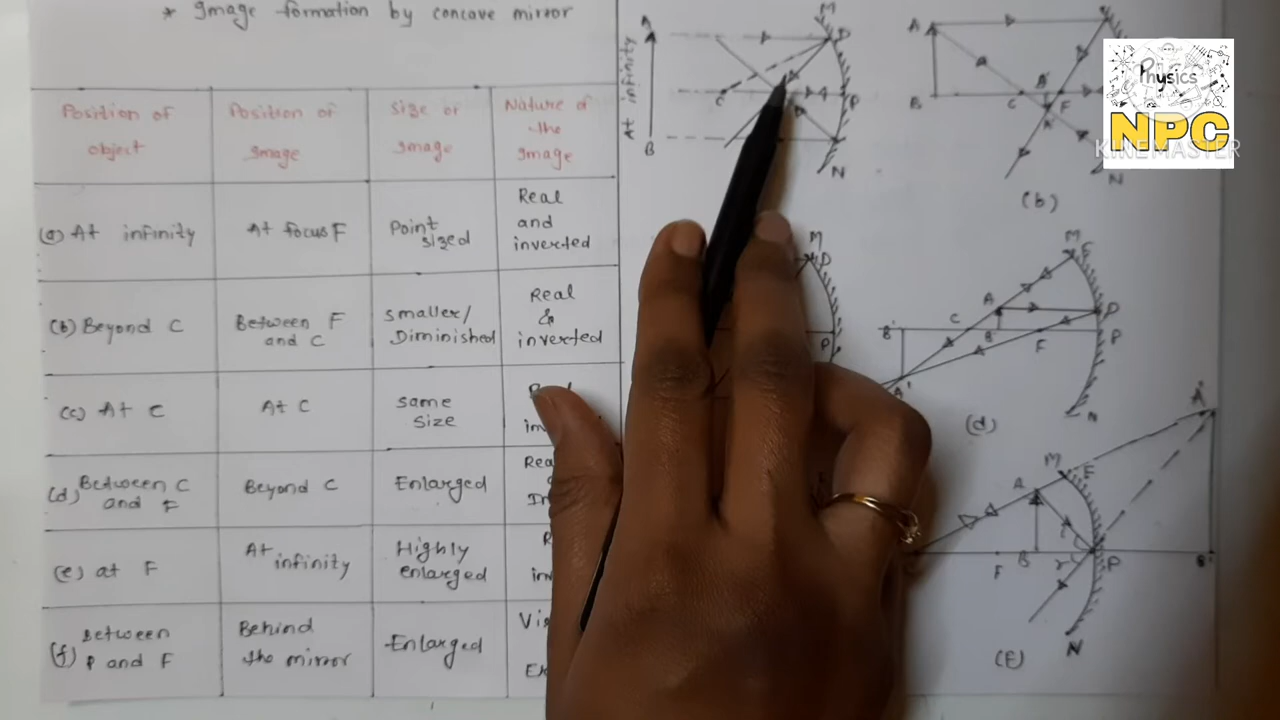 * Image formation by concave mirror
Position of object
Position of Image
Size or Image
Nature of the Image
(a) At infinity
At focus F
Point sized
Real and inverted
(b) Beyond C
Between F and C
smaller/ Diminished
Real & inverted
(c) At C
At C
same size
(d) Between C and F
Beyond C
Enlarged
(e) at F
At infinity
Highly enlarged
(f) Between P and F
Behind the mirror
Enlarged
At infinity
A
B
C
M
D
P
N
A
B
C
A'
F
N
(b)
M
D
P
M
E
A
D
B'
C
B
F
P
A'
N
(d)
A'
M
E
A
F
B
r
P
B'
N
(f)
Physics
NPC
KINEMASTER